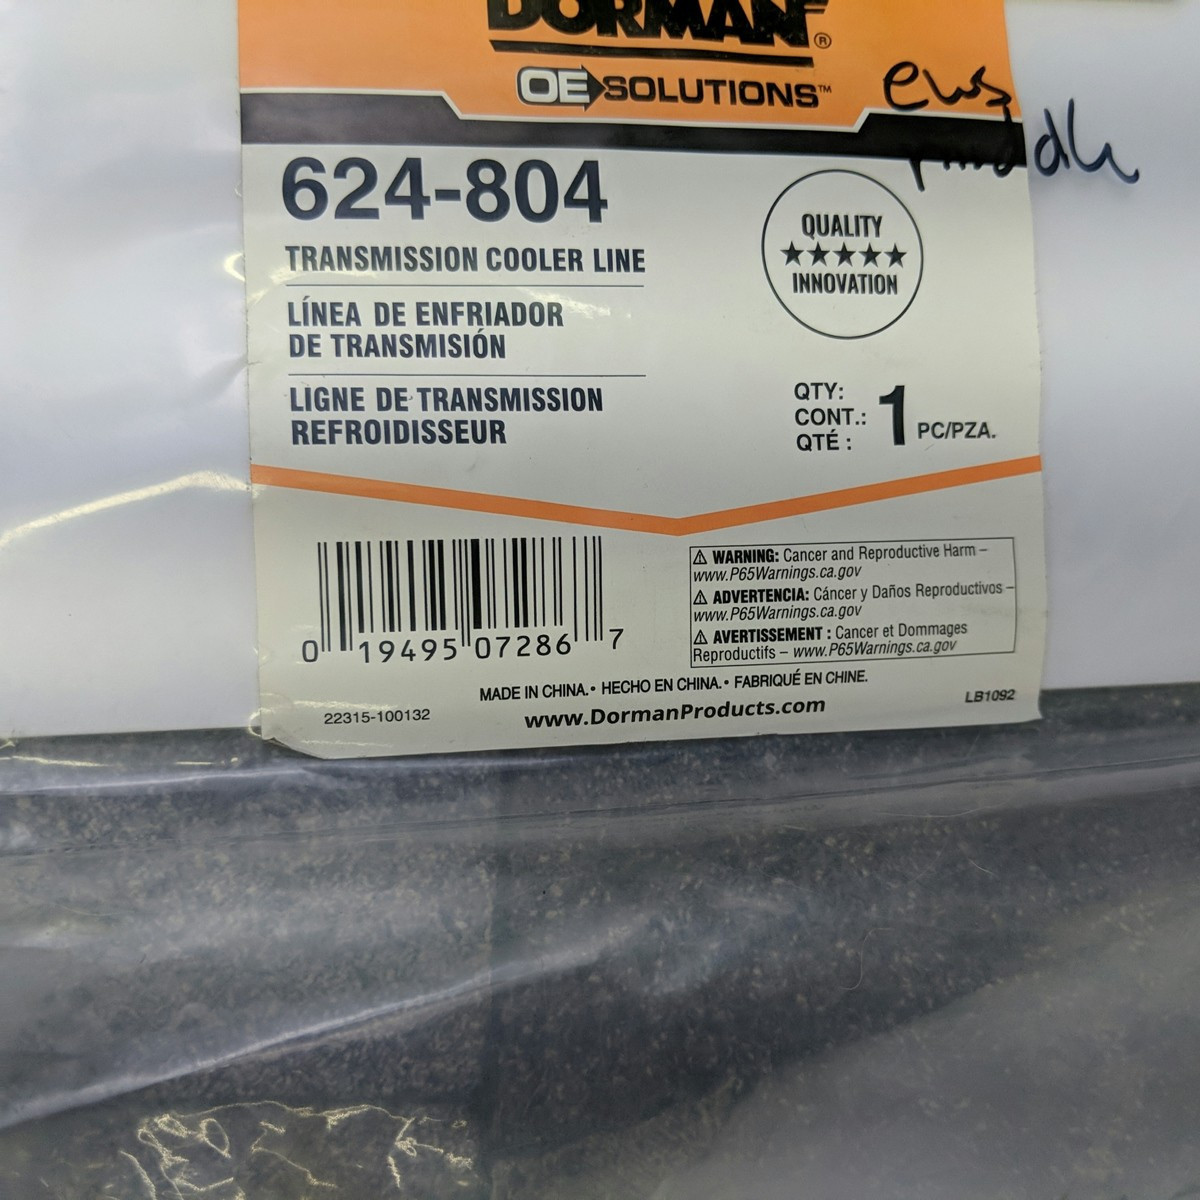 DORMAN®
OE SOLUTIONS™
624-804
TRANSMISSION COOLER LINE
LÍNEA DE ENFRIADOR
DE TRANSMISIÓN
LIGNE DE TRANSMISSION
REFROIDISSEUR
QUALITY
★★★★★
INNOVATION
QTY:
CONT.:
QTÉ :
1 PC/PZA.
0 19495 07286 7
⚠ WARNING: Cancer and Reproductive Harm –
www.P65Warnings.ca.gov
⚠ ADVERTENCIA: Cáncer y Daños Reproductivos –
www.P65Warnings.ca.gov
⚠ AVERTISSEMENT : Cancer et Dommages
Reproductifs – www.P65Warnings.ca.gov
MADE IN CHINA. • HECHO EN CHINA. • FABRIQUÉ EN CHINE.
22315-100132
www.DormanProducts.com
LB1092